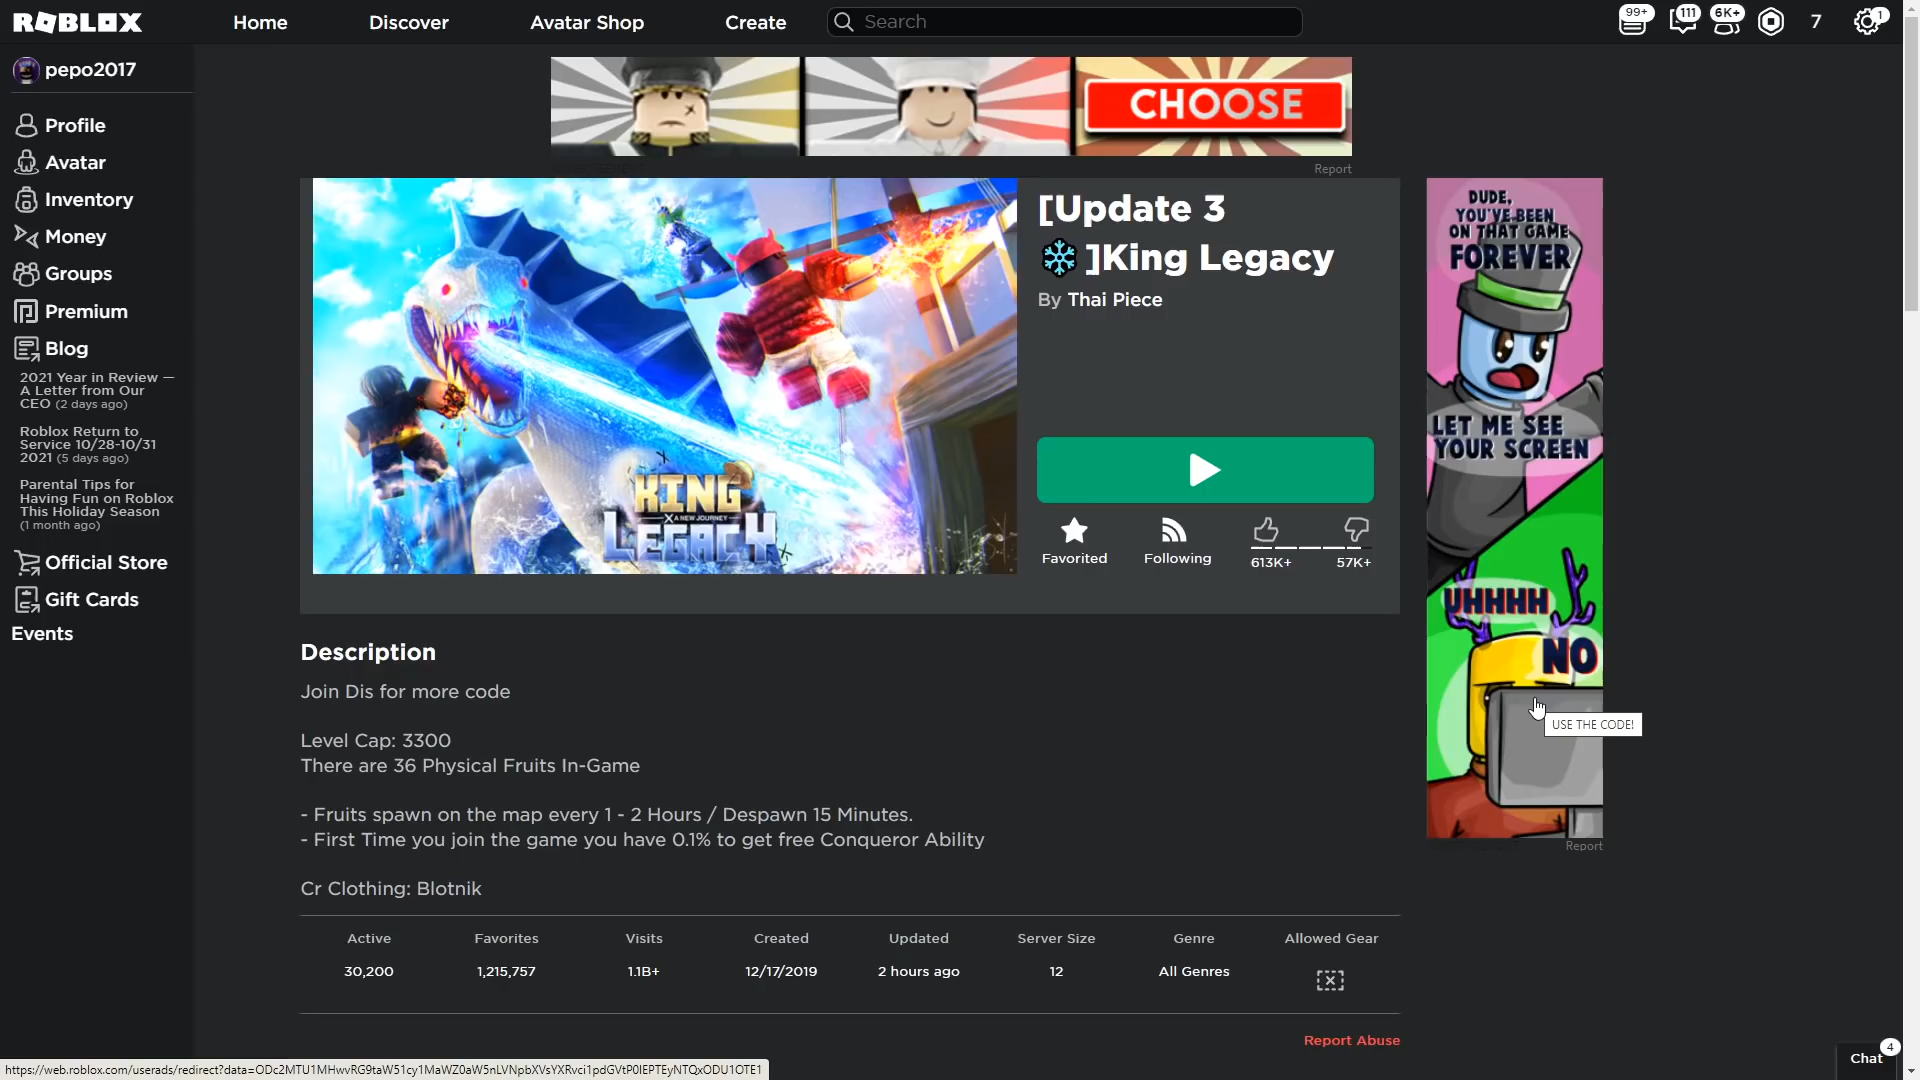 ROBLOX
Home
Discover
Avatar Shop
Create
Search
99+
111
6K+
7
1
pepo2017
Profile
Avatar
Inventory
Money
Groups
Premium
Blog
2021 Year in Review —
A Letter from Our
CEO (2 days ago)
Roblox Return to
Service 10/28-10/31
2021 (5 days ago)
Parental Tips for
Having Fun on Roblox
This Holiday Season
(1 month ago)
Official Store
Gift Cards
Events
CHOOSE
Report
KING
X A NEW JOURNEY
LEGACY
[Update 3
❄️]King Legacy
By Thai Piece
Favorited
Following
613K+
57K+
DUDE,
YOU'VE BEEN
ON THAT GAME
FOREVER
LET ME SEE
YOUR SCREEN
UHHHH
NO
USE THE CODE!
Report
Description
Join Dis for more code
Level Cap: 3300
There are 36 Physical Fruits In-Game
- Fruits spawn on the map every 1 - 2 Hours / Despawn 15 Minutes.
- First Time you join the game you have 0.1% to get free Conqueror Ability
Cr Clothing: Blotnik
Active Favorites Visits Created Updated Server Size Genre Allowed Gear
30,200 1,215,757 1.1B+ 12/17/2019 2 hours ago 12 All Genres
Report Abuse
Chat
4